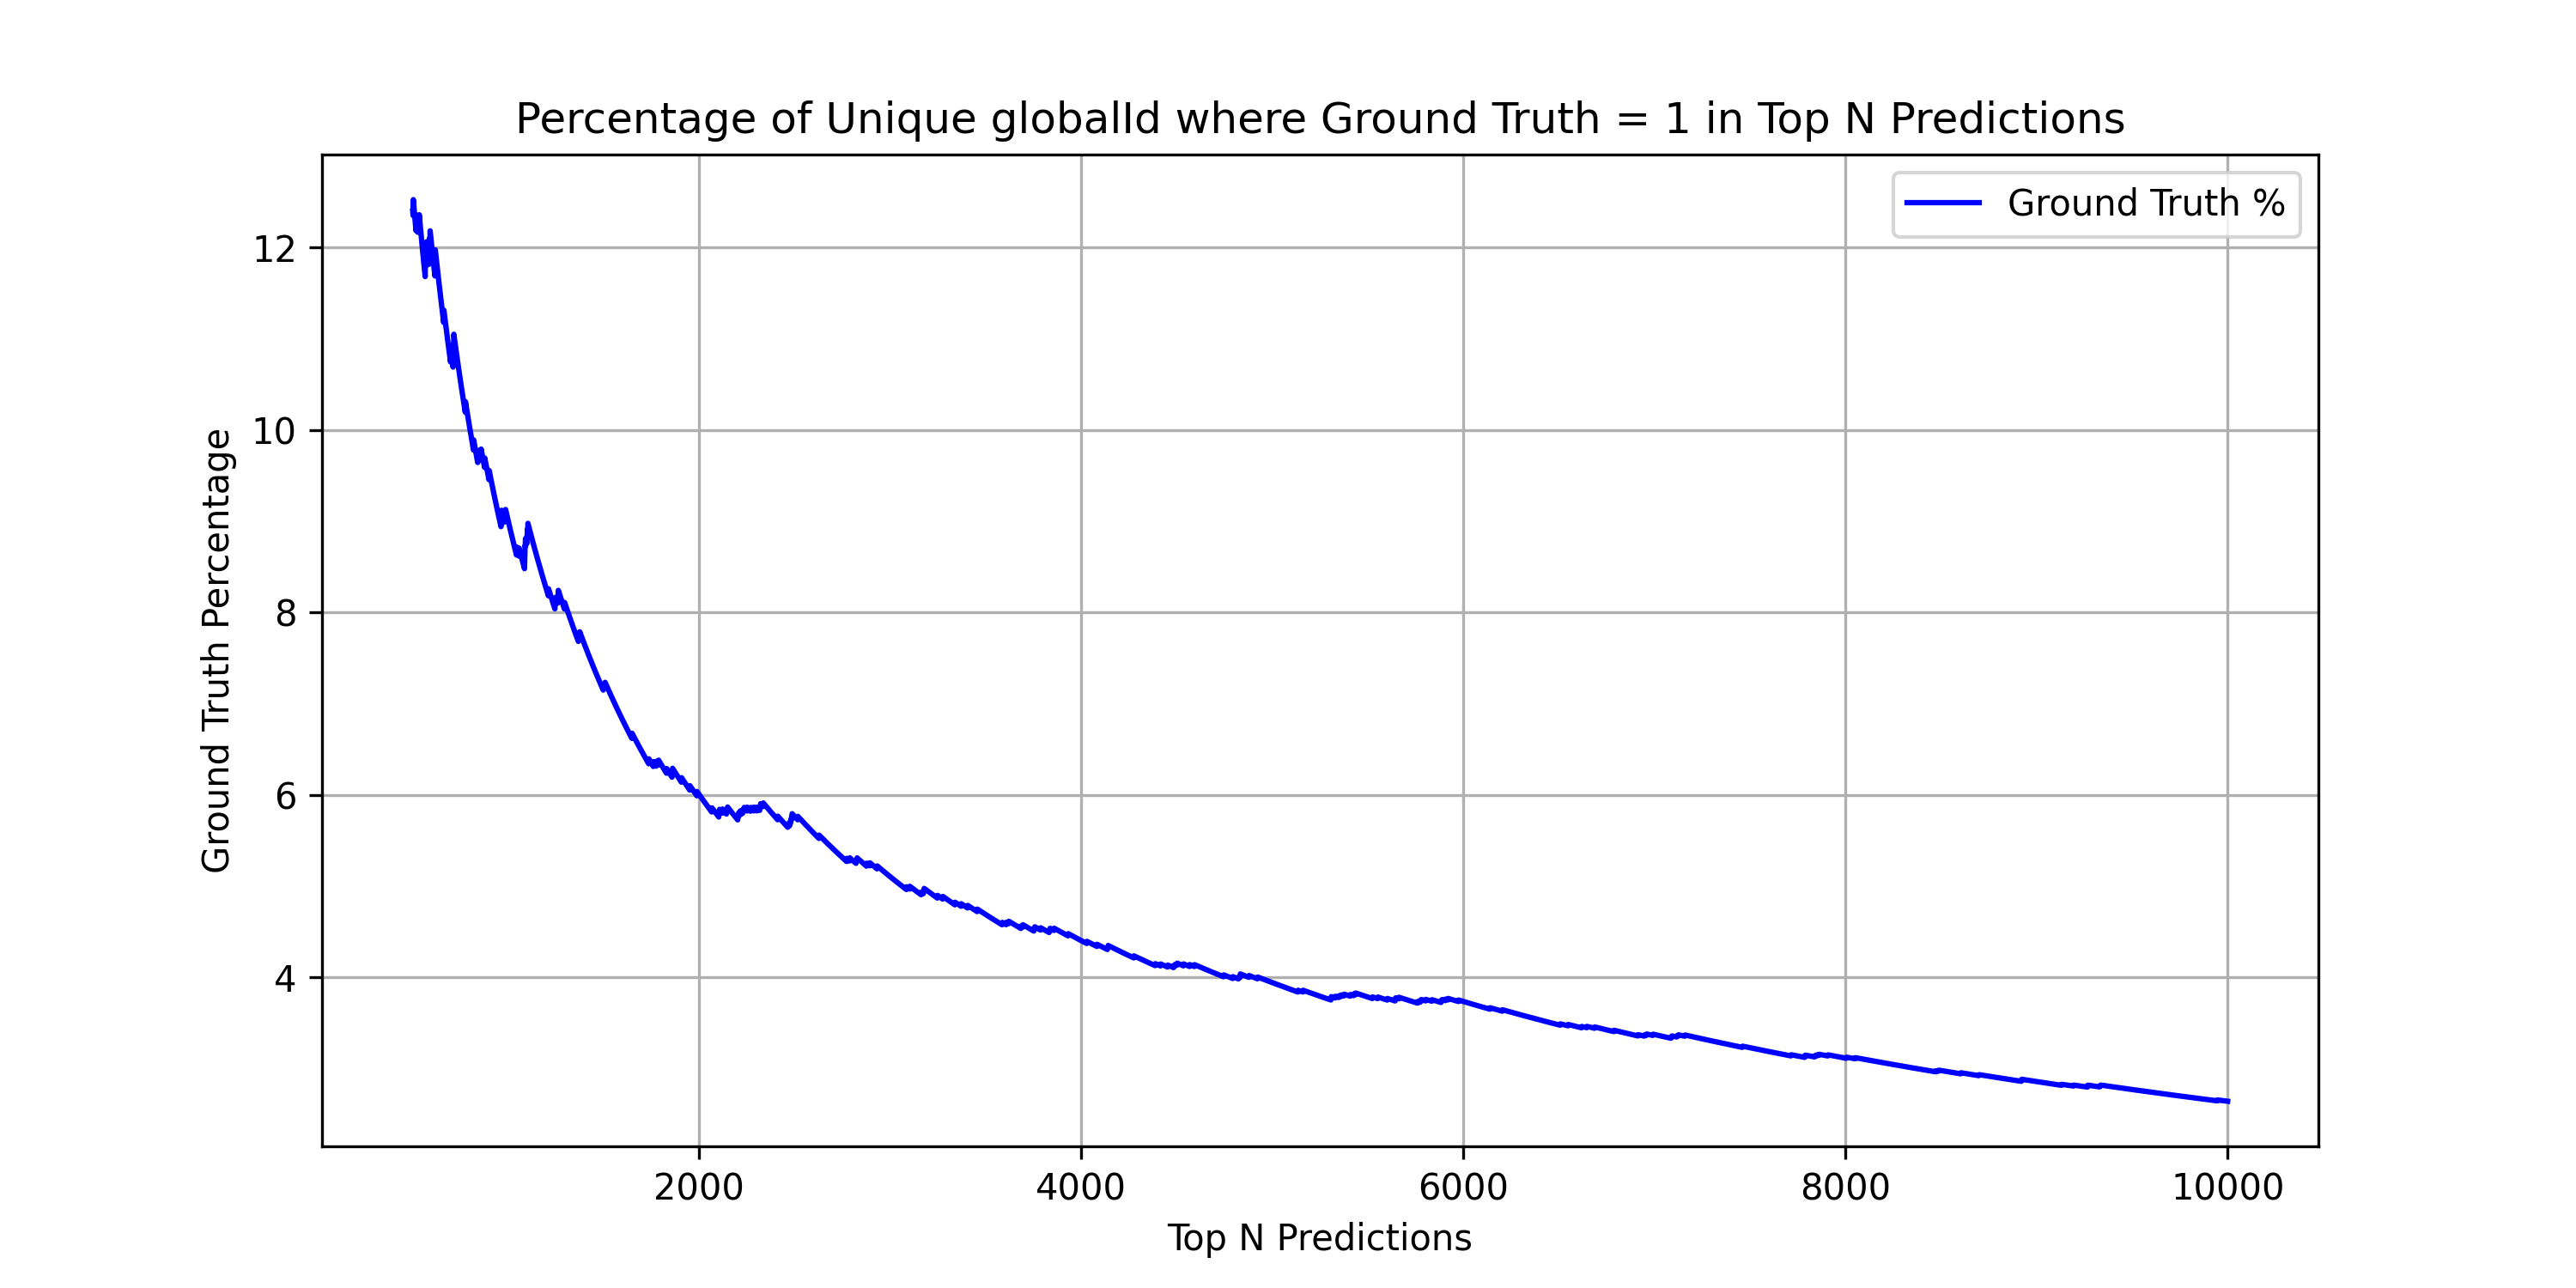 Percentage of Unique globalId where Ground Truth = 1 in Top N Predictions
Ground Truth %
Ground Truth Percentage
12
10
8
6
4
2000 4000 6000 8000 10000
Top N Predictions